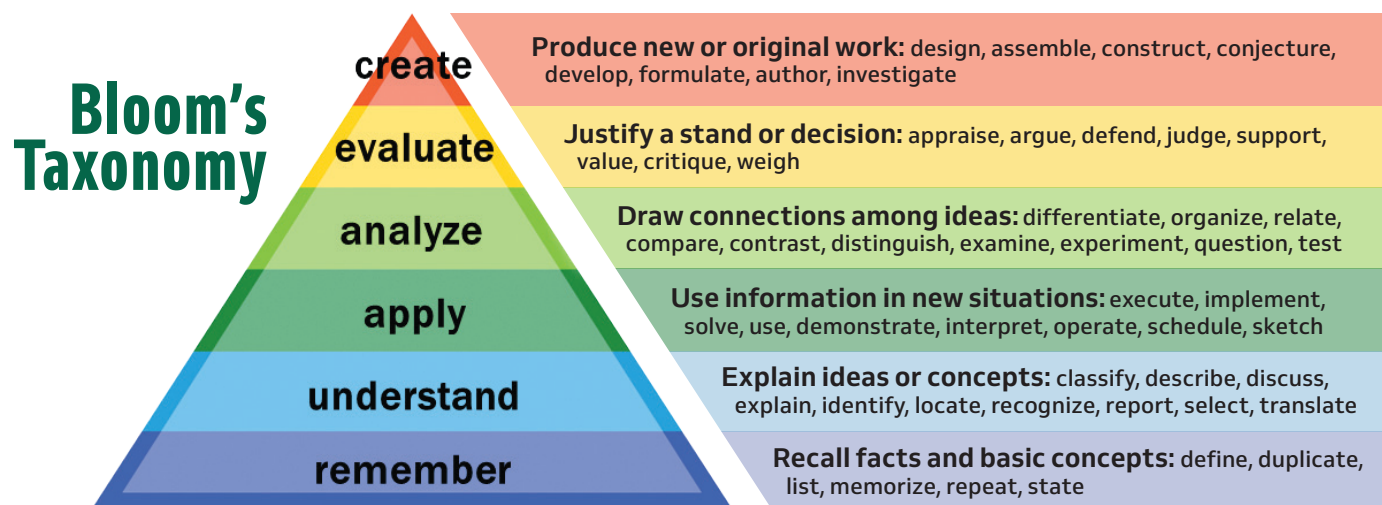 Bloom's
Taxonomy
create
Produce new or original work: design, assemble, construct, conjecture,
develop, formulate, author, investigate
evaluate
Justify a stand or decision: appraise, argue, defend, judge, support,
value, critique, weigh
analyze
Draw connections among ideas: differentiate, organize, relate,
compare, contrast, distinguish, examine, experiment, question, test
apply
Use information in new situations: execute, implement,
solve, use, demonstrate, interpret, operate, schedule, sketch
understand
Explain ideas or concepts: classify, describe, discuss,
explain, identify, locate, recognize, report, select, translate
remember
Recall facts and basic concepts: define, duplicate,
list, memorize, repeat, state